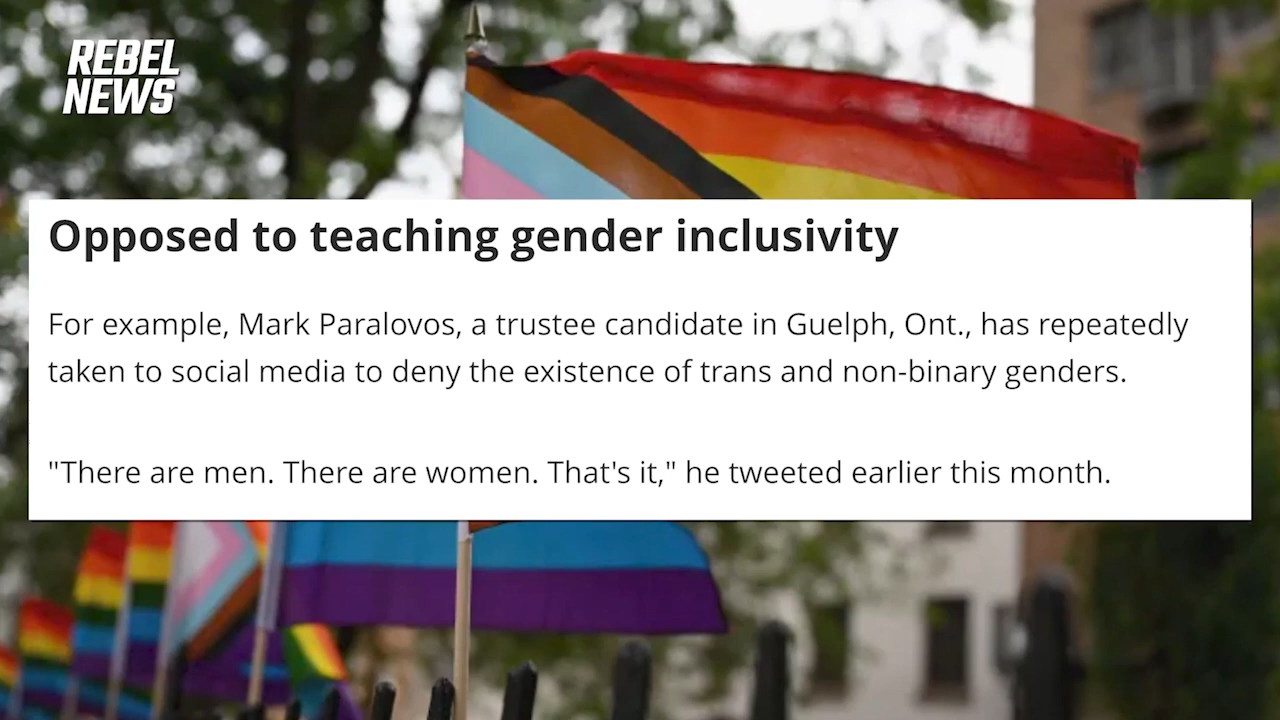 REBEL
NEWS
Opposed to teaching gender inclusivity
For example, Mark Paralovos, a trustee candidate in Guelph, Ont., has repeatedly
taken to social media to deny the existence of trans and non-binary genders.
"There are men. There are women. That's it," he tweeted earlier this month.